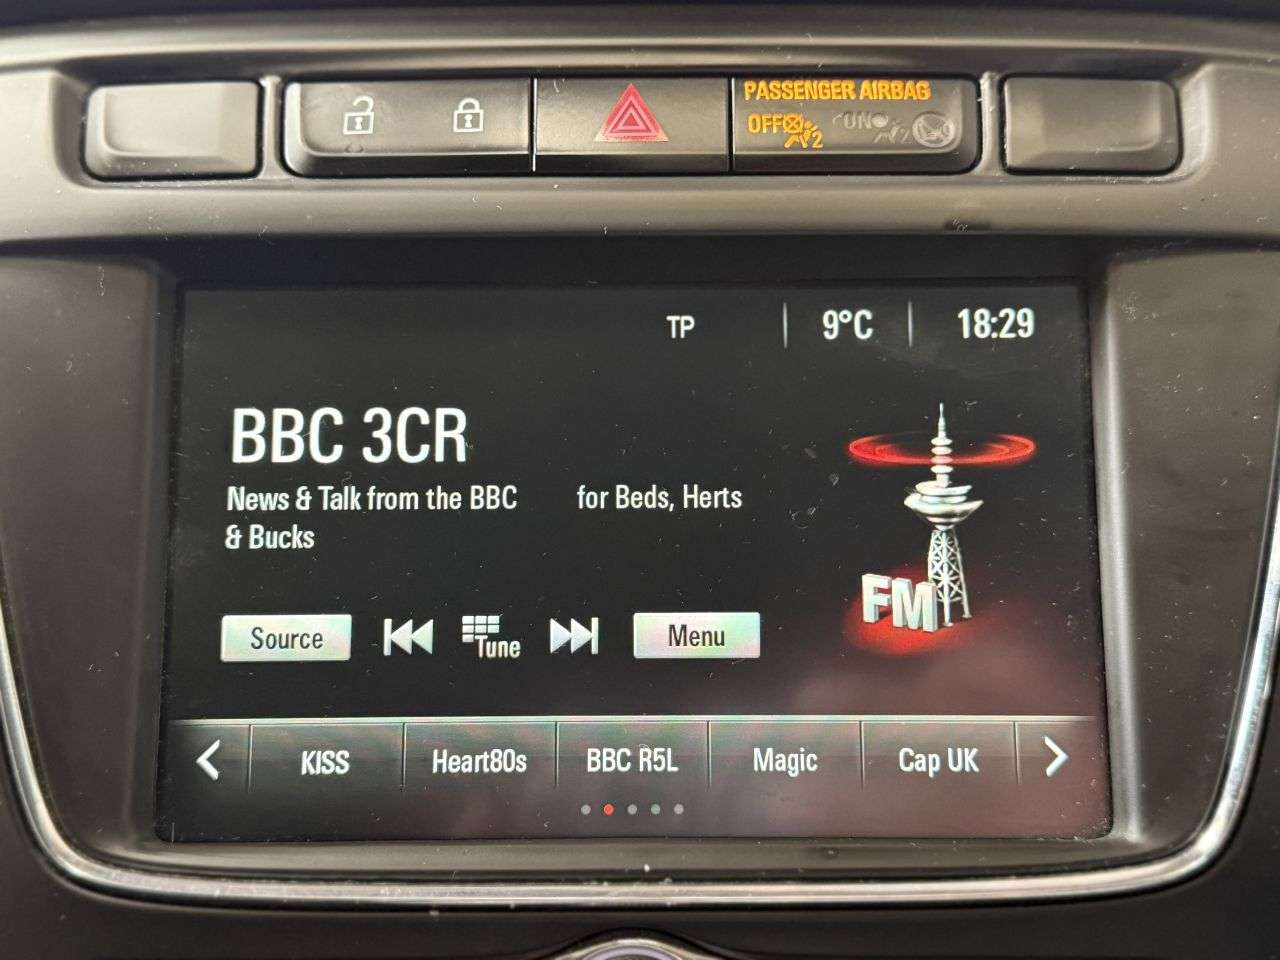 PASSENGER AIRBAG
OFF 2 ON
TP 9°C 18:29
BBC 3CR
News & Talk from the BBC for Beds, Herts
& Bucks
FM
Source Tune Menu
KISS Heart80s BBC R5L Magic Cap UK